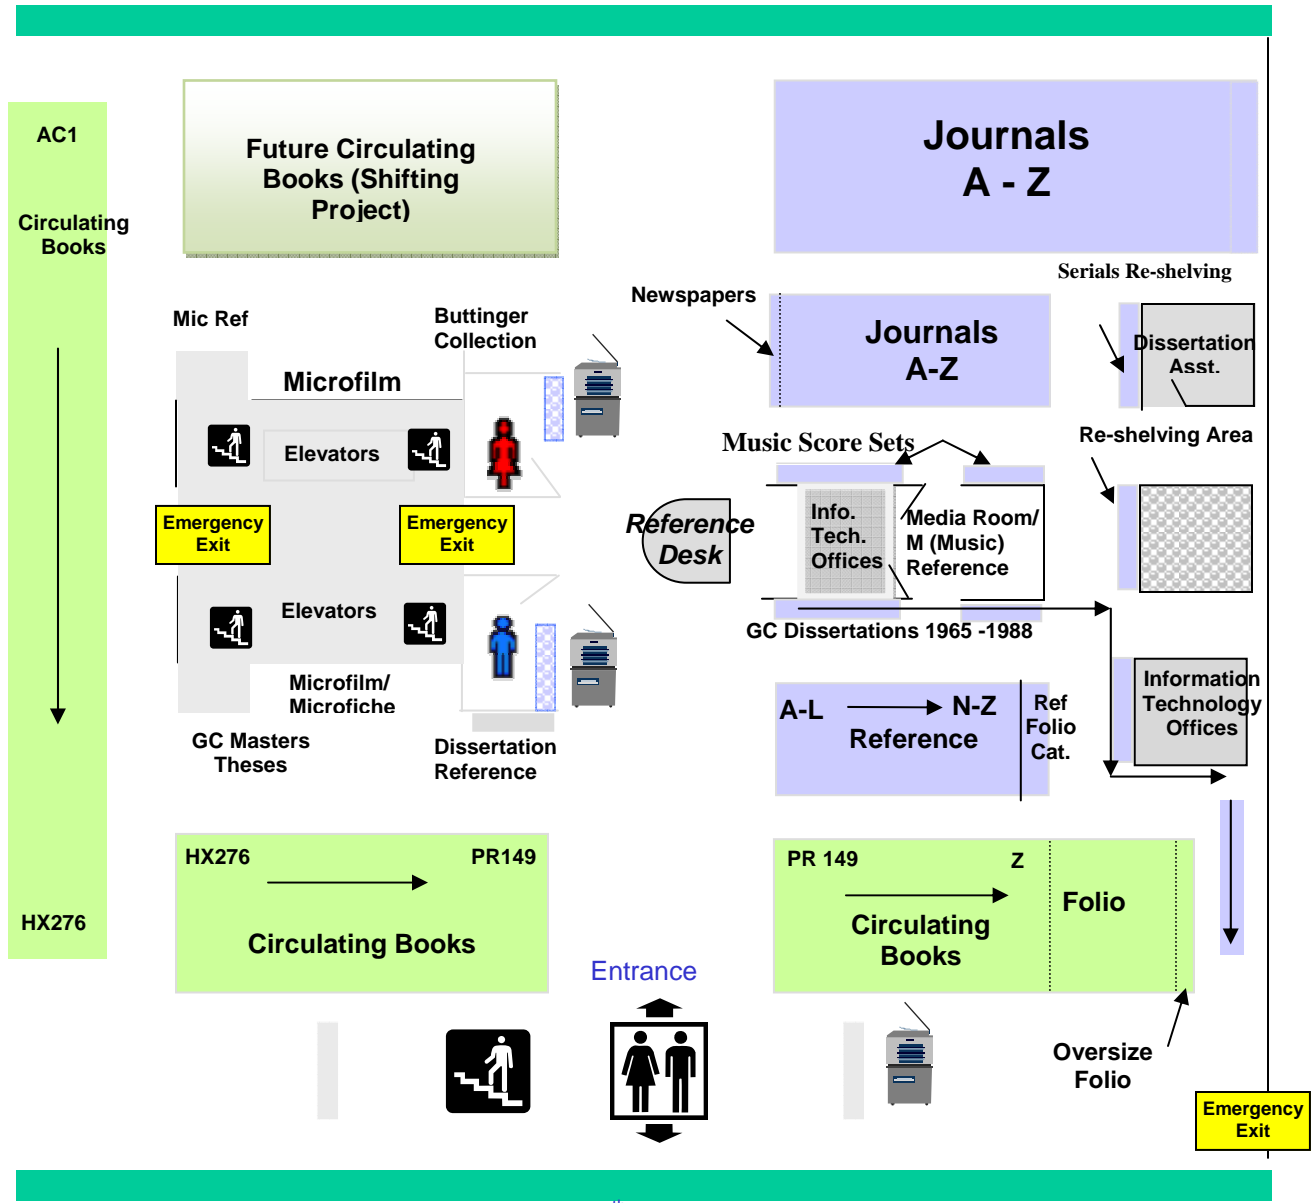 AC1
Circulating
Books
HX276
Future Circulating
Books (Shifting
Project)
Journals
A - Z
Serials Re-shelving
Newspapers
Journals
A-Z
Dissertation
Asst.
Mic Ref
Buttinger
Collection
Microfilm
Elevators
Emergency
Exit
Emergency
Exit
Elevators
Microfilm/
Microfiche
GC Masters
Theses
Dissertation
Reference
Music Score Sets
Re-shelving Area
Reference
Desk
Info.
Tech.
Offices
Media Room/
M (Music)
Reference
GC Dissertations 1965 -1988
A-L
N-Z
Reference
Ref
Folio
Cat.
Information
Technology
Offices
HX276
PR149
Circulating Books
PR 149
Z
Circulating
Books
Folio
Entrance
Oversize
Folio
Emergency
Exit